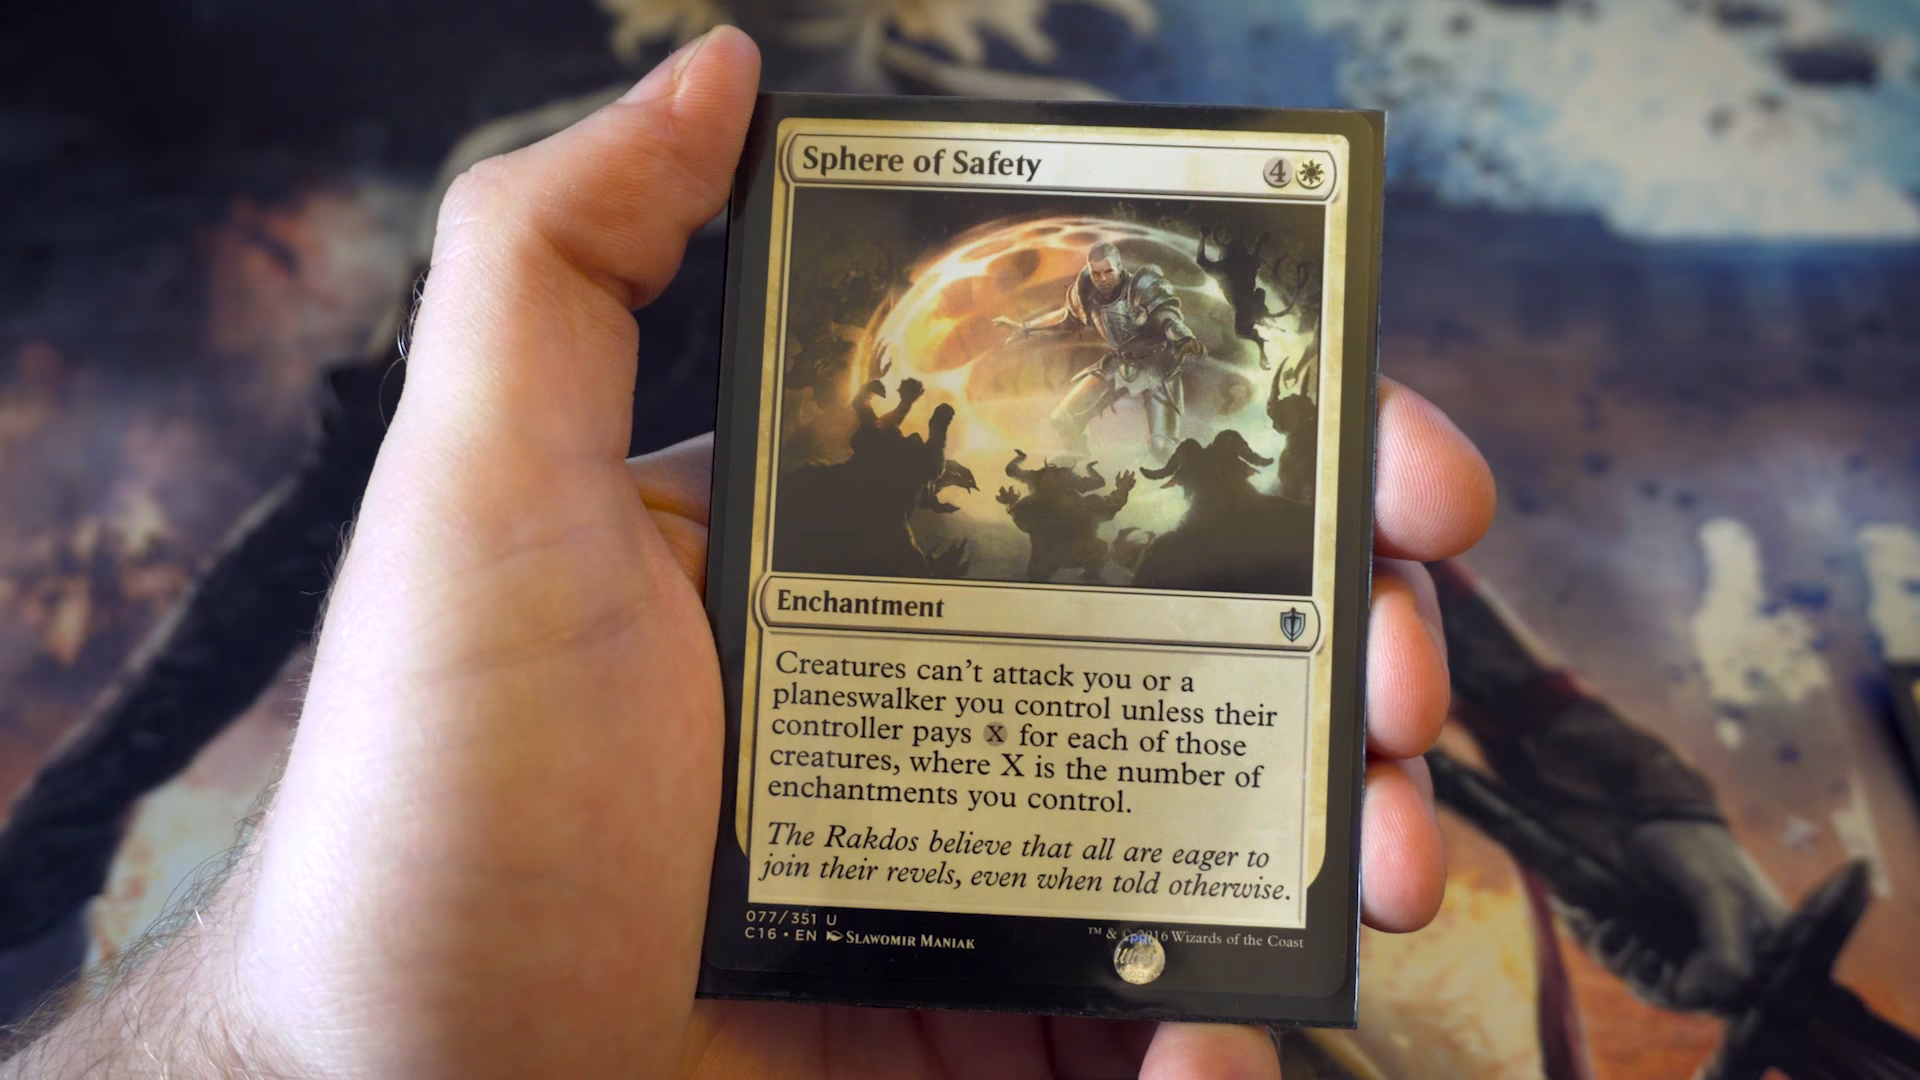 Sphere of Safety 4
Enchantment
Creatures can't attack you or a
planeswalker you control unless their
controller pays X for each of those
creatures, where X is the number of
enchantments you control.
The Rakdos believe that all are eager to
join their revels, even when told otherwise.
077/351 U
C16 • EN SLAWOMIR MANIAK
™ & © 2016 Wizards of the Coast